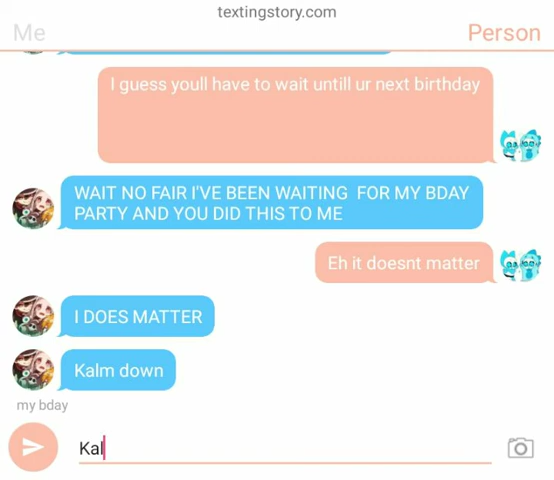 textingstory.com
Me
Person
I guess youll have to wait untill ur next birthday
WAIT NO FAIR I'VE BEEN WAITING  FOR MY BDAY
PARTY AND YOU DID THIS TO ME
Eh it doesnt matter
I DOES MATTER
Kalm down
my bday
Kal